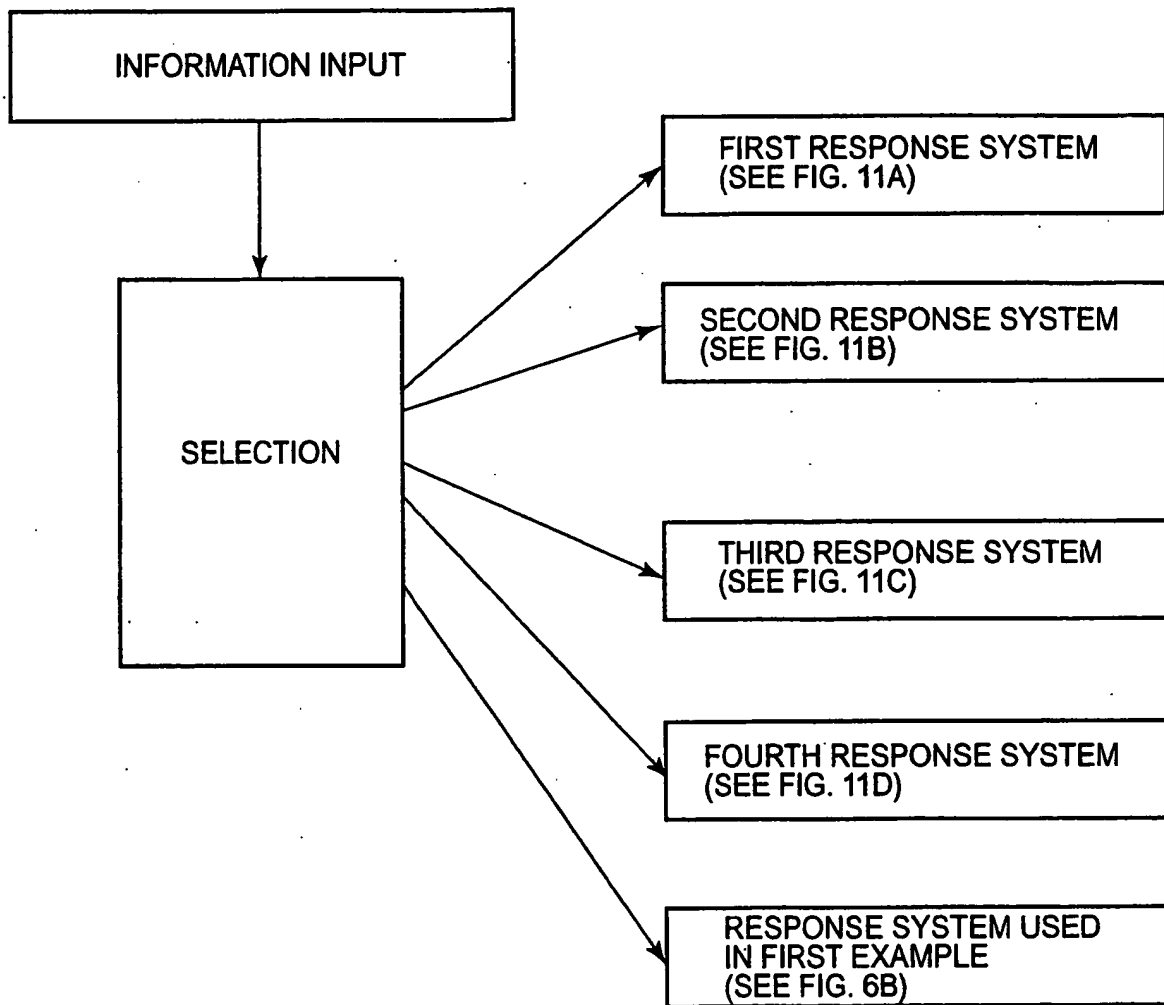 INFORMATION INPUT
FIRST RESPONSE SYSTEM
(SEE FIG. 11A)
SECOND RESPONSE SYSTEM
(SEE FIG. 11B)
SELECTION
THIRD RESPONSE SYSTEM
(SEE FIG. 11C)
FOURTH RESPONSE SYSTEM
(SEE FIG. 11D)
RESPONSE SYSTEM USED
IN FIRST EXAMPLE
(SEE FIG. 6B)